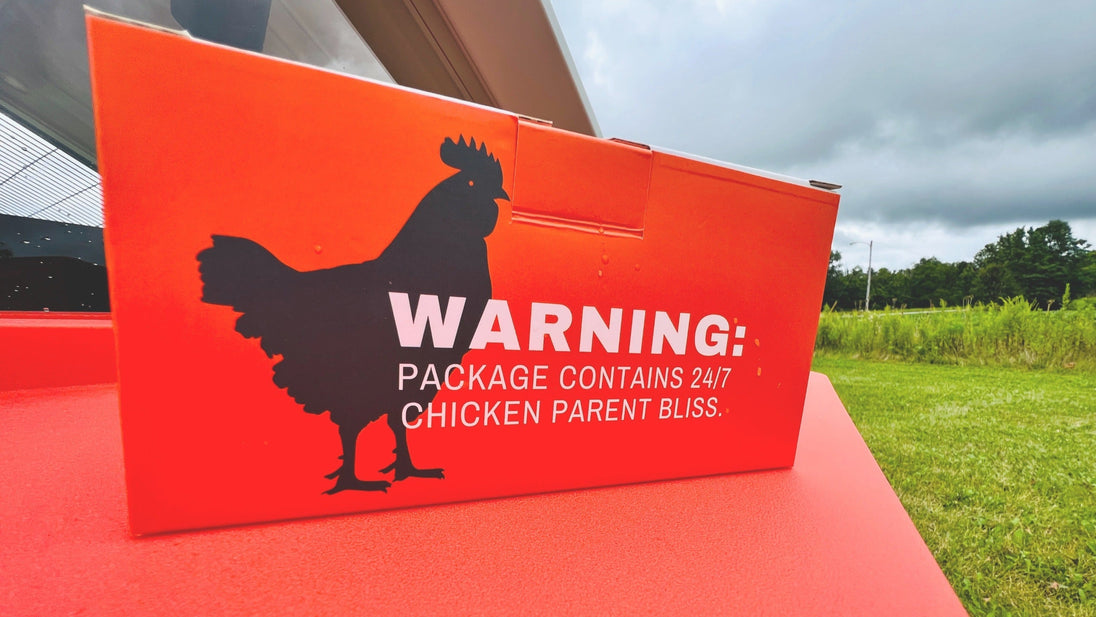 WARNING:
PACKAGE CONTAINS 24/7
CHICKEN PARENT BLISS.